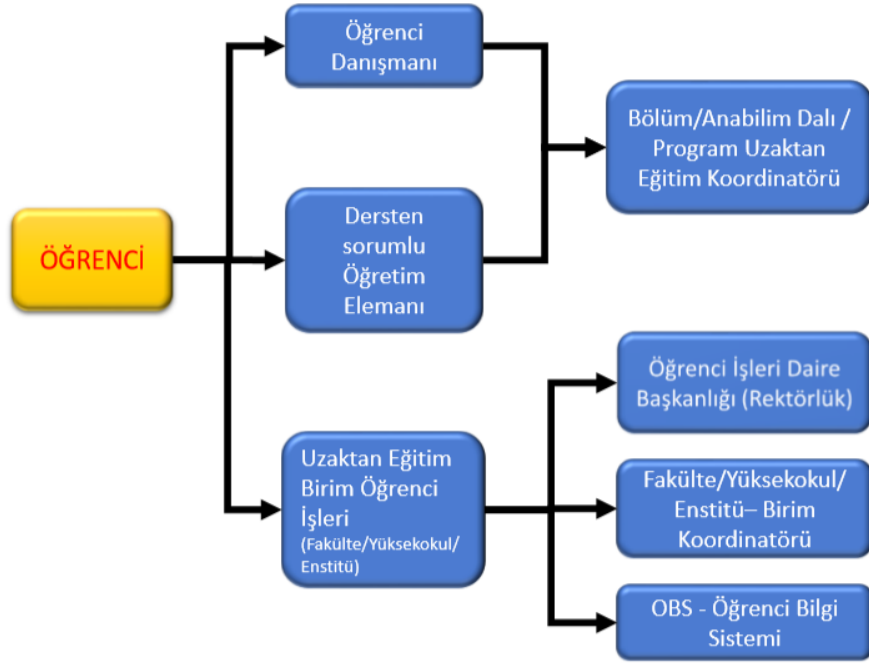 ÖĞRENCİ
Öğrenci
Danışmanı
Dersten
sorumlu
Öğretim
Elemanı
Uzaktan Eğitim
Birim Öğrenci
İşleri
(Fakülte/Yüksekokul/
Enstitü)
Bölüm/Anabilim Dalı /
Program Uzaktan
Eğitim Koordinatörü
Öğrenci İşleri Daire
Başkanlığı (Rektörlük)
Fakülte/Yüksekokul/
Enstitü– Birim
Koordinatörü
OBS - Öğrenci Bilgi
Sistemi